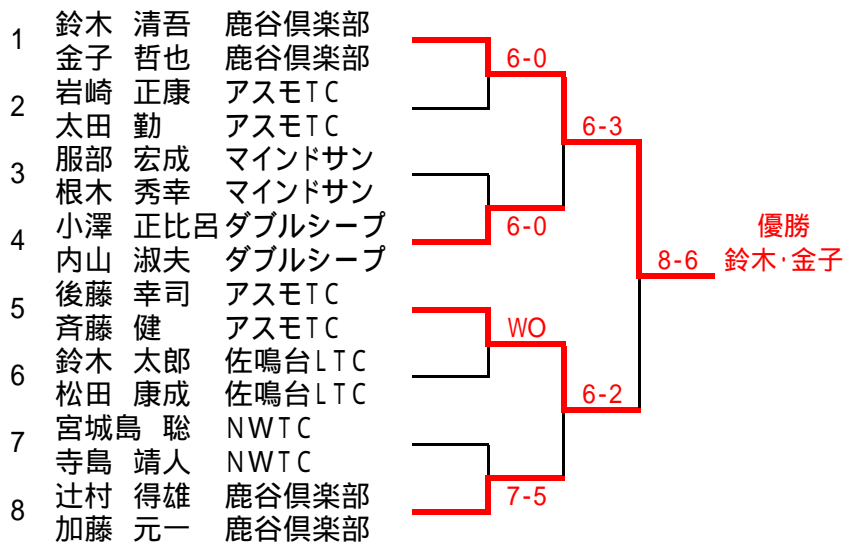 1
鈴木 清吾 鹿谷倶楽部
金子 哲也 鹿谷倶楽部
2
岩崎 正康 アスモTC
太田 勤 アスモTC
3
服部 宏成 マインドサン
根木 秀幸 マインドサン
4
小澤 正比呂 ダブルシープ
内山 淑夫 ダブルシープ
5
後藤 幸司 アスモTC
斉藤 健 アスモTC
6
鈴木 太郎 佐鳴台LTC
松田 康成 佐鳴台LTC
7
宮城島 聡 NWTC
寺島 靖人 NWTC
8
辻村 得雄 鹿谷倶楽部
加藤 元一 鹿谷倶楽部
6-0
6-0
WO
7-5
6-3
6-2
8-6
優勝
鈴木・金子